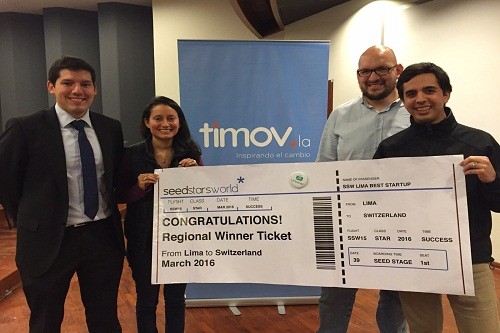 timov.la
Inspirando el cambio
seedstarsworld*
FLIGHT CLASS DATE TIME
SSW15 STAR MAR 2016 SUCCESS
CONGRATULATIONS!
Regional Winner Ticket
From Lima to Switzerland
March 2016
NAME OF PASSENGER
SSW LIMA BEST STARTUP
FROM LIMA
TO SWITZERLAND
FLIGHT CLASS DATE TIME
SSW15 STAR 2016 SUCCESS
GATE BOARDING TIME SEAT
39 SEED STAGE 1st